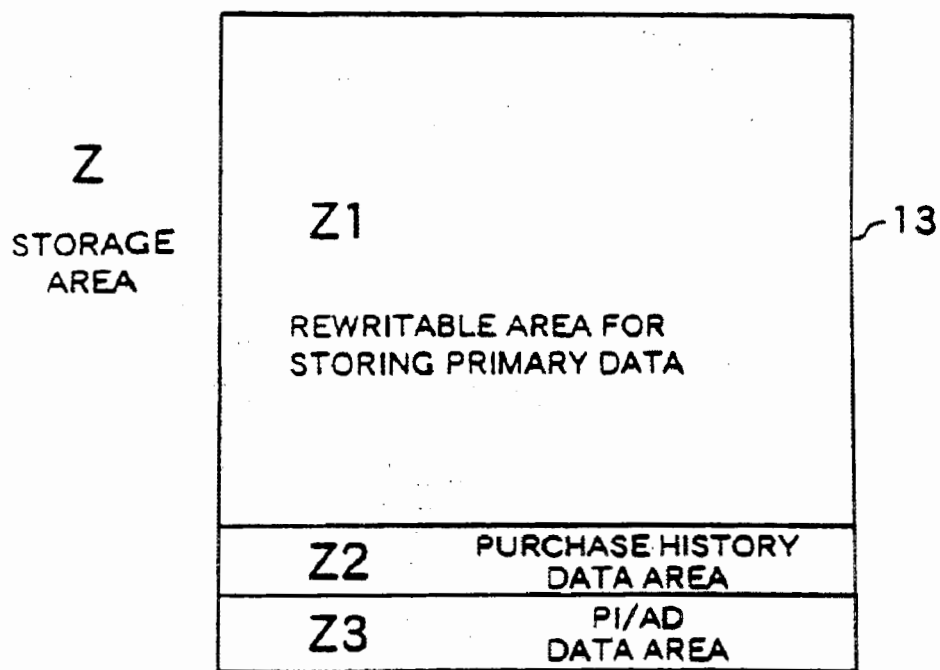 Z
STORAGE
AREA
Z1
13
REWRITABLE AREA FOR
STORING PRIMARY DATA
Z2
PURCHASE HISTORY
DATA AREA
Z3
PI/AD
DATA AREA